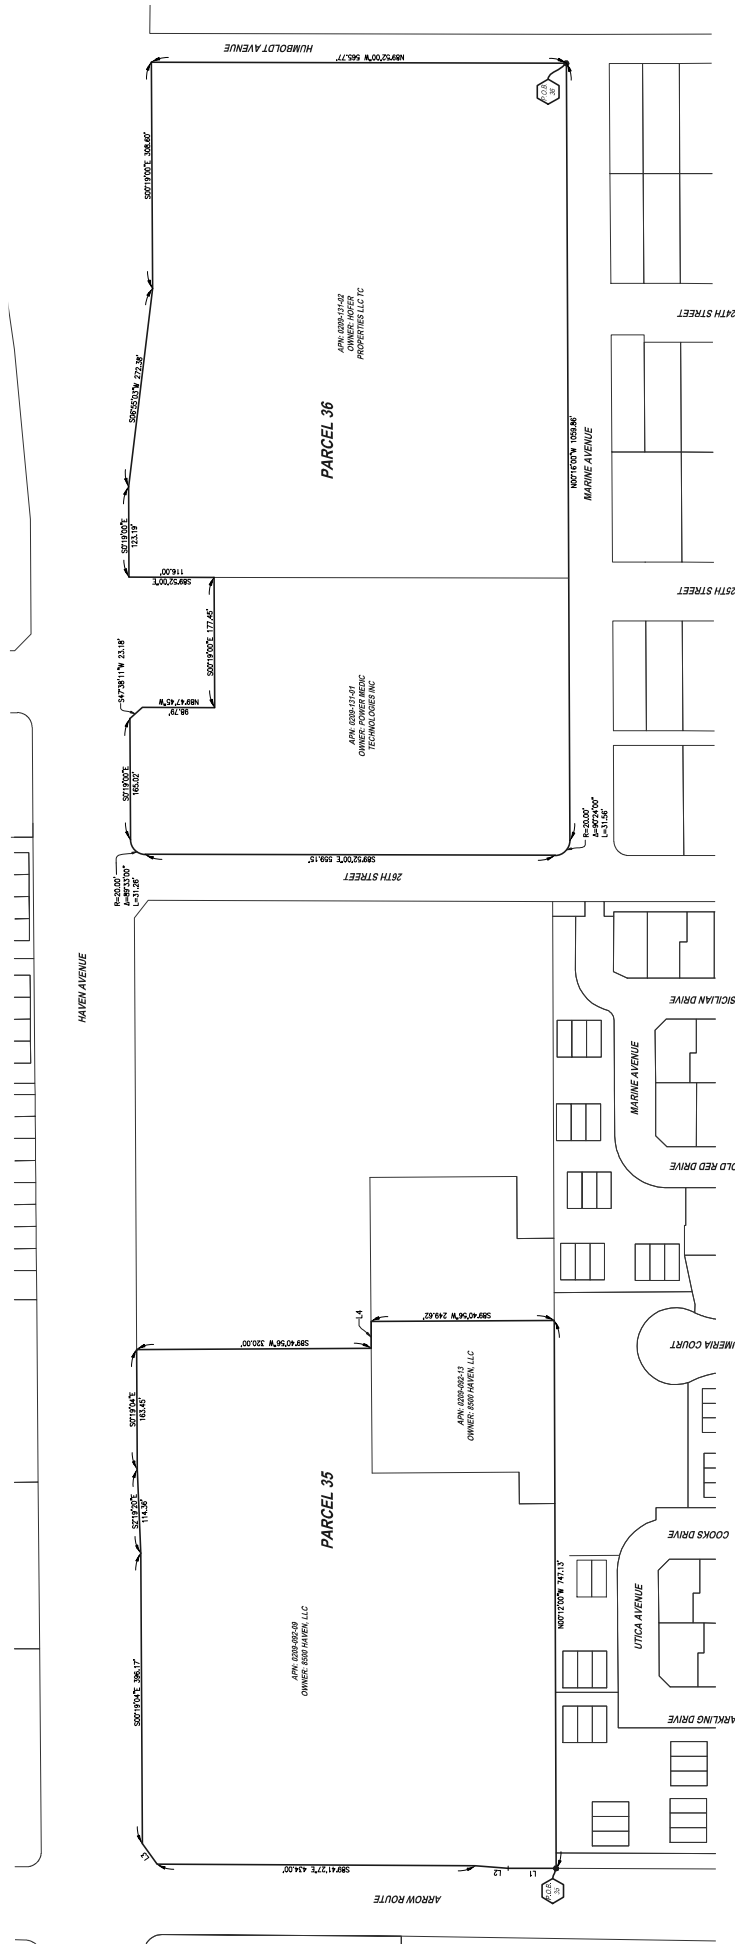 HUMBOLDT AVENUE
N89°52'00"W 565.77'
P.O.B.
36
S00°19'00"E 308.60'
S06°55'03"W 272.38'
S0°19'00"E
123.19'
S89°52'00"E
116.00'
S00°19'00"E 177.45'
S47°38'11"W 23.18'
N89°47'45"W
98.79'
S0°19'00"E
165.02'
APN: 0209-131-02
OWNER: HOFER
PROPERTIES LLC TC
PARCEL 36
N00°16'00"W 1059.86'
MARINE AVENUE
24TH STREET
25TH STREET
APN: 0209-131-01
OWNER: POWER MEDIC
TECHNOLOGIES INC
R=20.00'
Δ=89°33'00"
L=31.26'
S89°52'00"E 559.15'
R=20.00'
Δ=90°24'00"
L=31.56'
26TH STREET
HAVEN AVENUE
SICILIAN DRIVE
MARINE AVENUE
OLD RED DRIVE
IMERIA COURT
L4
S89°40'56"W 320.00'
S89°40'56"W 249.62'
S0°19'04"E
163.45'
S2°19'20"E
114.36'
APN: 0209-092-13
OWNER: 8500 HAVEN, LLC
PARCEL 35
COOKS DRIVE
N00°12'00"W 747.13'
UTICA AVENUE
APN: 0209-092-09
OWNER: 8500 HAVEN, LLC
S00°19'04"E 396.17'
ARKLING DRIVE
L3
S89°41'27"E 434.00'
L2
L1
P.O.B.
35
ARROW ROUTE